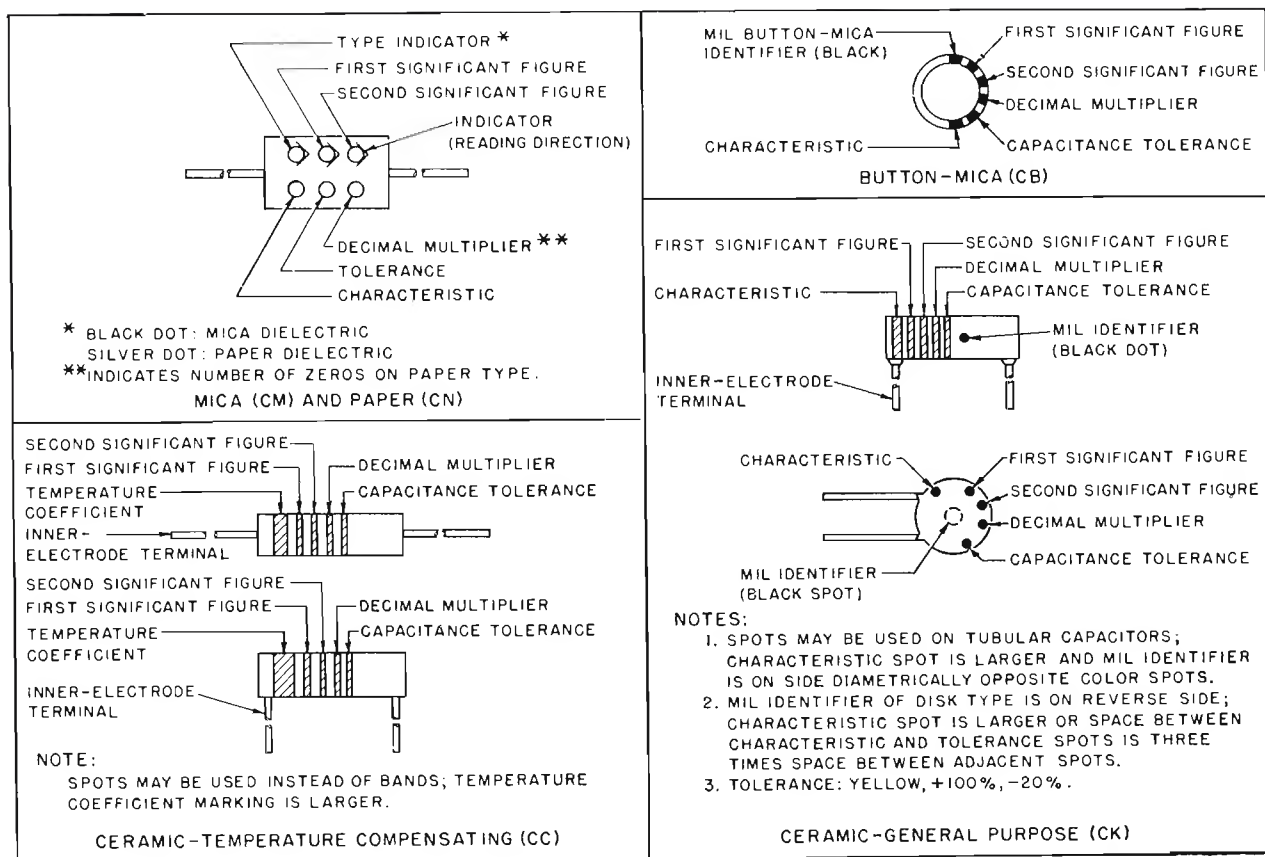 TYPE INDICATOR *
FIRST SIGNIFICANT FIGURE
SECOND SIGNIFICANT FIGURE
INDICATOR
(READING DIRECTION)
DECIMAL MULTIPLIER **
TOLERANCE
CHARACTERISTIC
* BLACK DOT: MICA DIELECTRIC
SILVER DOT: PAPER DIELECTRIC
**INDICATES NUMBER OF ZEROS ON PAPER TYPE.
MICA (CM) AND PAPER (CN)
MIL BUTTON-MICA
IDENTIFIER (BLACK)
FIRST SIGNIFICANT FIGURE
SECOND SIGNIFICANT FIGURE
DECIMAL MULTIPLIER
CHARACTERISTIC
CAPACITANCE TOLERANCE
BUTTON-MICA (CB)
SECOND SIGNIFICANT FIGURE
FIRST SIGNIFICANT FIGURE
DECIMAL MULTIPLIER
TEMPERATURE
COEFFICIENT
CAPACITANCE TOLERANCE
INNER-
ELECTRODE TERMINAL
SECOND SIGNIFICANT FIGURE
FIRST SIGNIFICANT FIGURE
DECIMAL MULTIPLIER
TEMPERATURE
COEFFICIENT
CAPACITANCE TOLERANCE
INNER-ELECTRODE
TERMINAL
NOTE:
SPOTS MAY BE USED INSTEAD OF BANDS; TEMPERATURE
COEFFICIENT MARKING IS LARGER.
CERAMIC-TEMPERATURE COMPENSATING (CC)
FIRST SIGNIFICANT FIGURE
SECOND SIGNIFICANT FIGURE
DECIMAL MULTIPLIER
CHARACTERISTIC
CAPACITANCE TOLERANCE
MIL IDENTIFIER
(BLACK DOT)
INNER-ELECTRODE
TERMINAL
CHARACTERISTIC
FIRST SIGNIFICANT FIGURE
SECOND SIGNIFICANT FIGURE
DECIMAL MULTIPLIER
CAPACITANCE TOLERANCE
MIL IDENTIFIER
(BLACK SPOT)
NOTES:
1. SPOTS MAY BE USED ON TUBULAR CAPACITORS;
CHARACTERISTIC SPOT IS LARGER AND MIL IDENTIFIER
IS ON SIDE DIAMETRICALLY OPPOSITE COLOR SPOTS.
2. MIL IDENTIFIER OF DISK TYPE IS ON REVERSE SIDE;
CHARACTERISTIC SPOT IS LARGER OR SPACE BETWEEN
CHARACTERISTIC AND TOLERANCE SPOTS IS THREE
TIMES SPACE BETWEEN ADJACENT SPOTS.
3. TOLERANCE: YELLOW, +100%, -20%.
CERAMIC-GENERAL PURPOSE (CK)